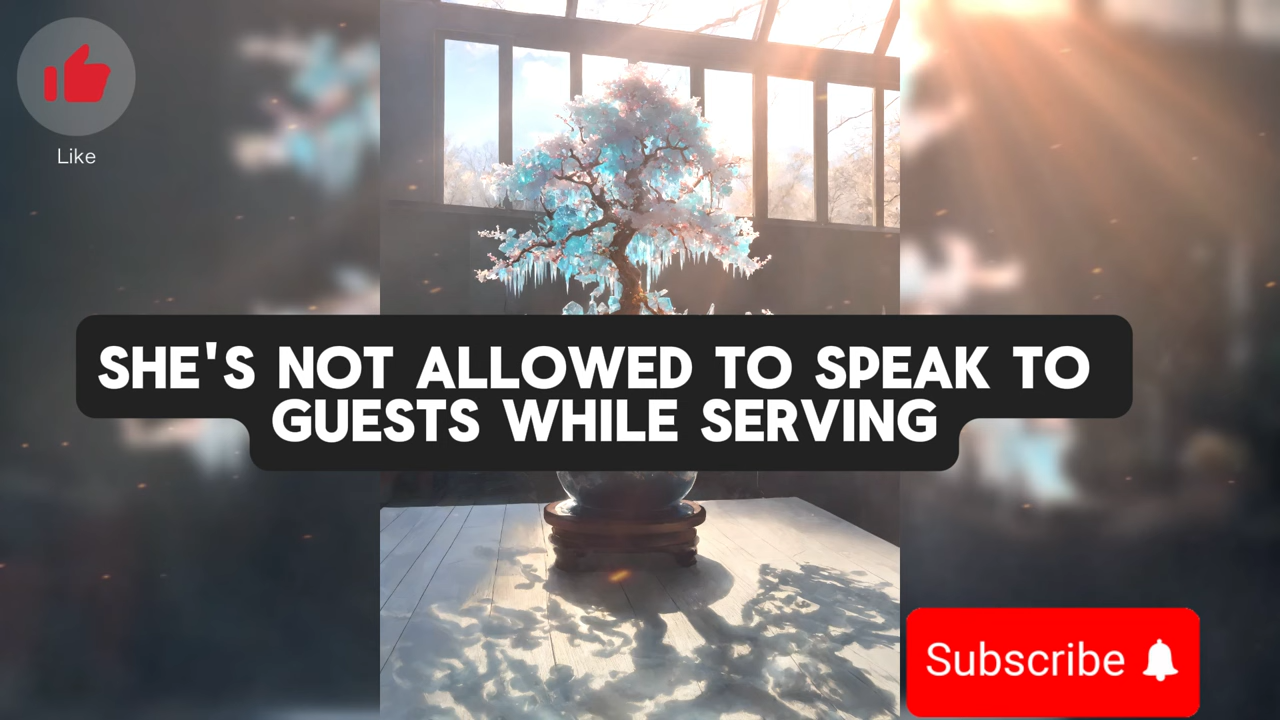 Like
SHE'S NOT ALLOWED TO SPEAK TO
GUESTS WHILE SERVING
Subscribe